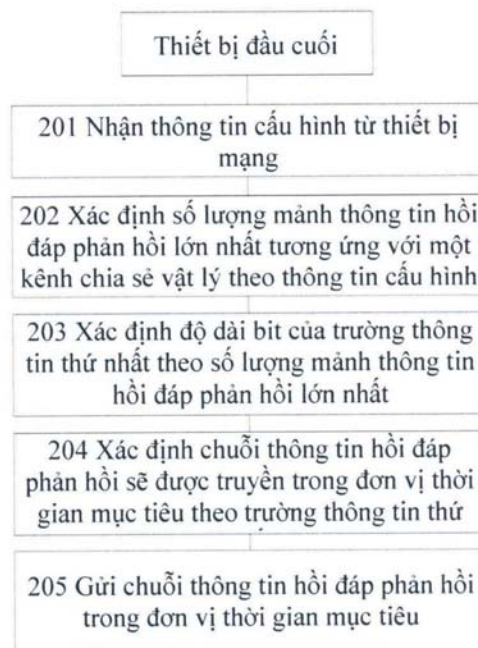 Thiết bị đầu cuối
201 Nhận thông tin cấu hình từ thiết bị
mạng
202 Xác định số lượng mảnh thông tin hồi
đáp phản hồi lớn nhất tương ứng với một
kênh chia sẻ vật lý theo thông tin cấu hình
203 Xác định độ dài bit của trường thông
tin thứ nhất theo số lượng mảnh thông tin
hồi đáp phản hồi lớn nhất
204 Xác định chuỗi thông tin hồi đáp
phản hồi sẽ được truyền trong đơn vị thời
gian mục tiêu theo trường thông tin thứ
205 Gửi chuỗi thông tin hồi đáp phản hồi
trong đơn vị thời gian mục tiêu